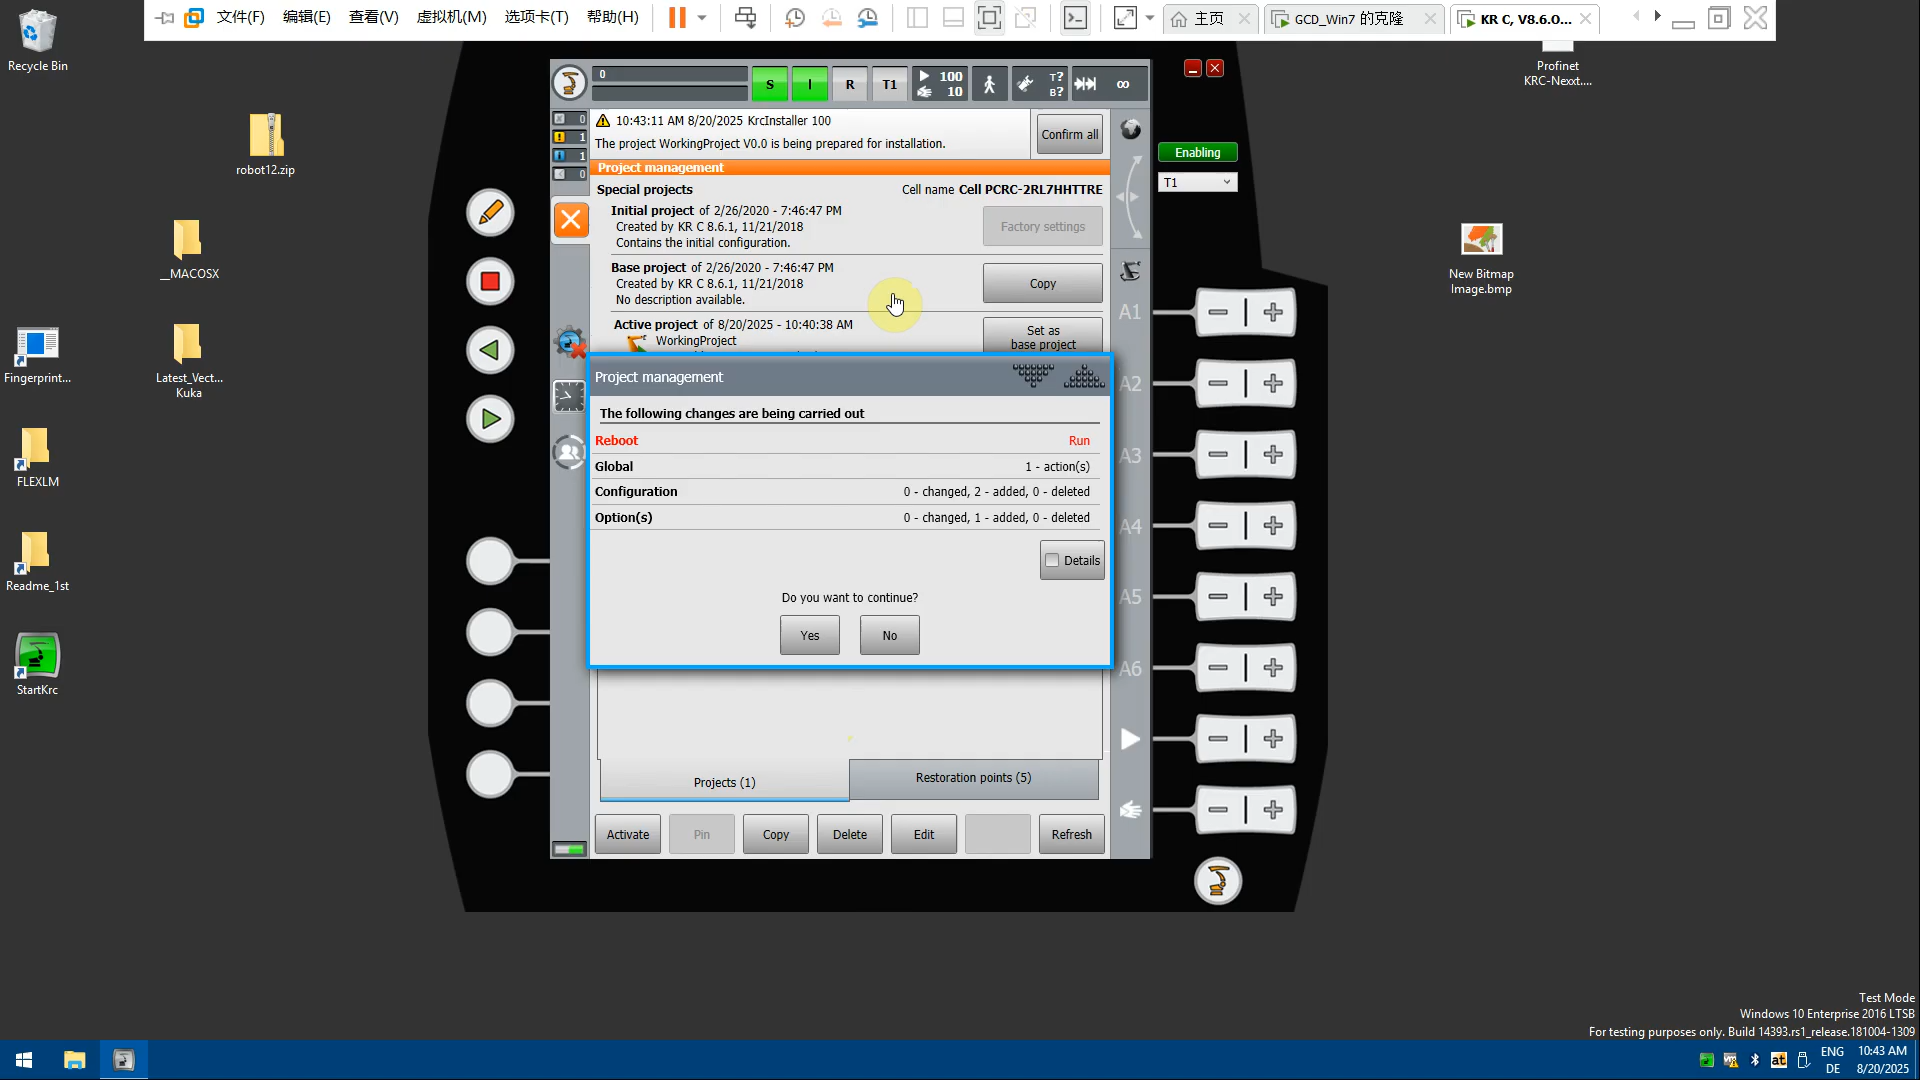 文件(F) 编辑(E) 查看(V) 虚拟机(M) 选项卡(T) 帮助(H) 主页 GCD_Win7 的克隆 KR C, V8.6.0...
Recycle Bin
robot12.zip
__MACOSX
Fingerprint...
Latest_Vect...
Kuka
FLEXLM
Readme_1st
StartKrc
Profinet
KRC-Nexxt....
New Bitmap
Image.bmp
0 S I R T1 100 10 T? B? ∞
0
1
1
0
10:43:11 AM 8/20/2025 KrcInstaller 100
The project WorkingProject V0.0 is being prepared for installation.
Confirm all
Project management
Special projects Cell name Cell PCRC-2RL7HHTTRE
Initial project of 2/26/2020 - 7:46:47 PM
Created by KR C 8.6.1, 11/21/2018
Contains the initial configuration.
Factory settings
Base project of 2/26/2020 - 7:46:47 PM
Created by KR C 8.6.1, 11/21/2018
No description available.
Copy
Active project of 8/20/2025 - 10:40:38 AM
WorkingProject
Set as
base project
Project management
The following changes are being carried out
Reboot Run
Global 1 - action(s)
Configuration 0 - changed, 2 - added, 0 - deleted
Option(s) 0 - changed, 1 - added, 0 - deleted
Details
Do you want to continue?
Yes No
Projects (1) Restoration points (5)
Activate Pin Copy Delete Edit Refresh
Enabling
T1
A1
A2
A3
A4
A5
A6
Test Mode
Windows 10 Enterprise 2016 LTSB
For testing purposes only. Build 14393.rs1_release.181004-1309
at ENG 10:43 AM
DE 8/20/2025